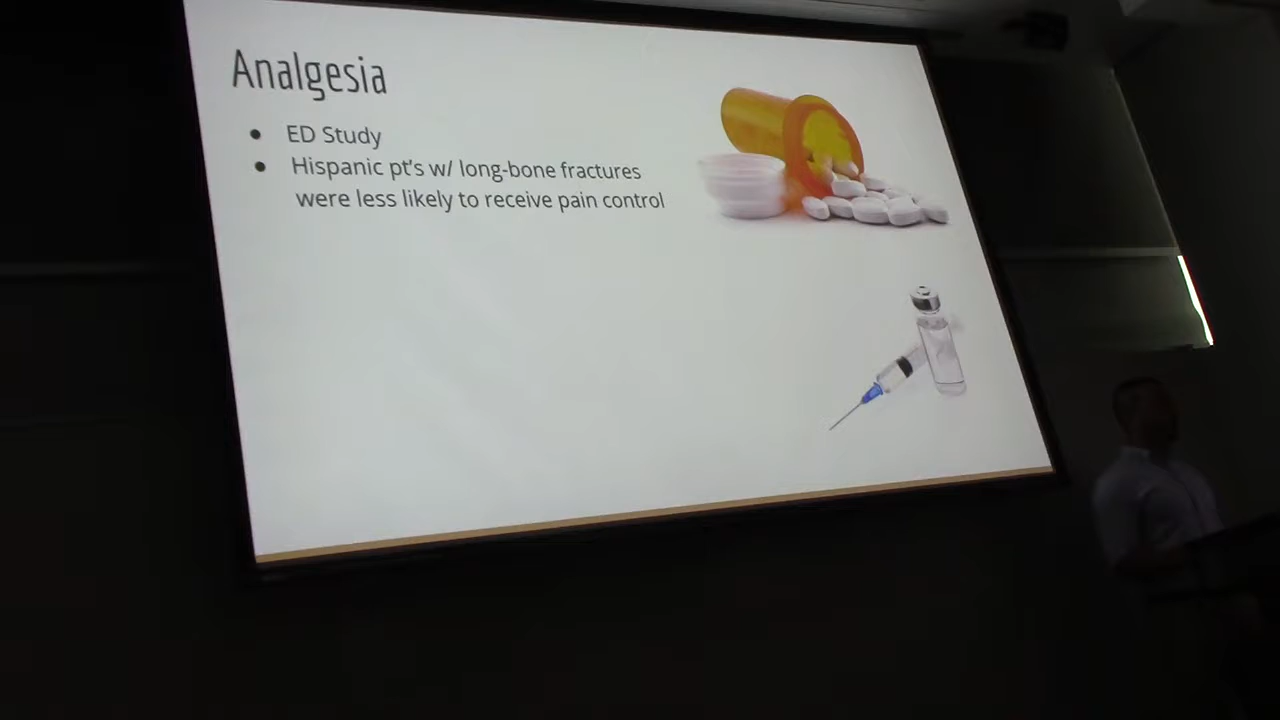 Analgesia
● ED Study
● Hispanic pt's w/ long-bone fractures
were less likely to receive pain control